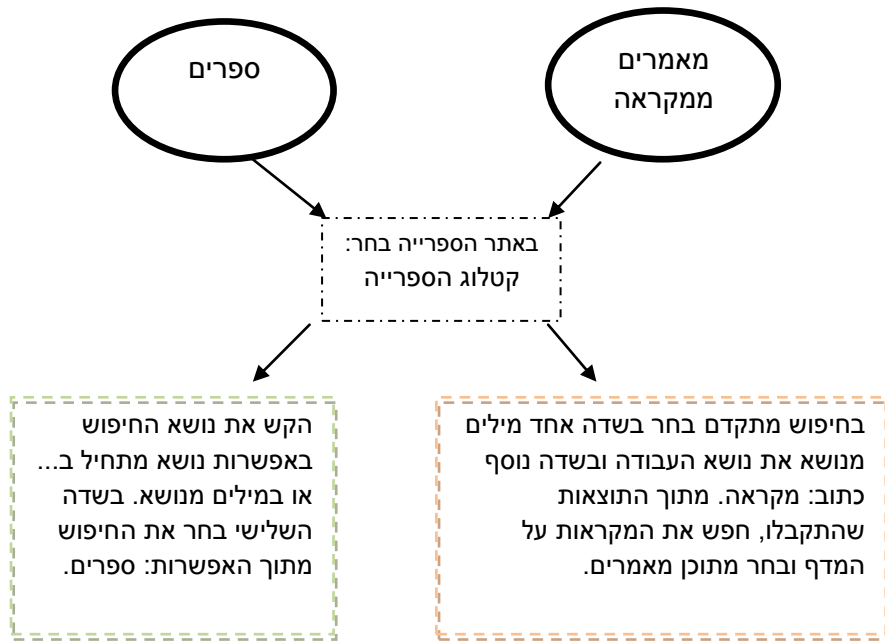 מאמרים
ממקראה
ספרים
באתר הספרייה בחר:
קטלוג הספרייה
בחיפוש מתקדם בחר בשדה אחד מילים
מנושא את נושא העבודה ובשדה נוסף
כתוב: מקראה. מתוך התוצאות
שהתקבלו, חפש את המקראות על
המדף ובחר מתוכן מאמרים.
הקש את נושא החיפוש
באפשרות נושא מתחיל ב...
או במילים מנושא. בשדה
השלישי בחר את החיפוש
מתוך האפשרות: ספרים.